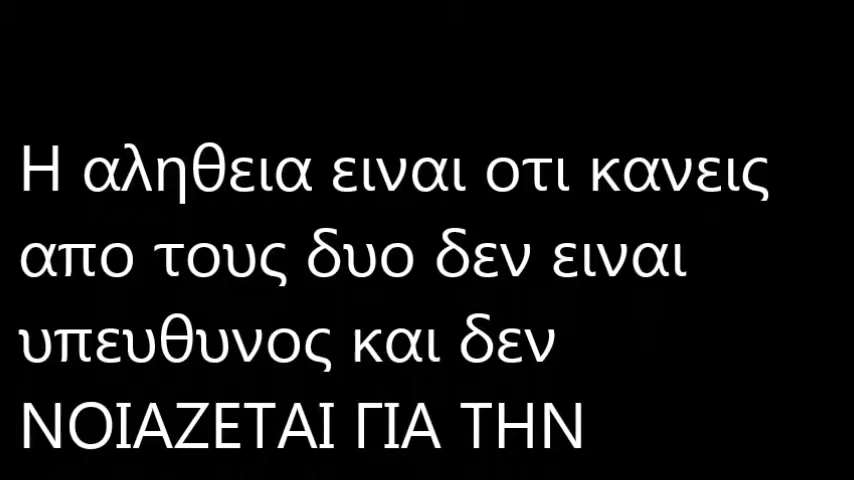 Η αληθεια ειναι οτι κανεις
απο τους δυο δεν ειναι
υπευθυνος και δεν
ΝΟΙΑΖΕΤΑΙ ΓΙΑ ΤΗΝ